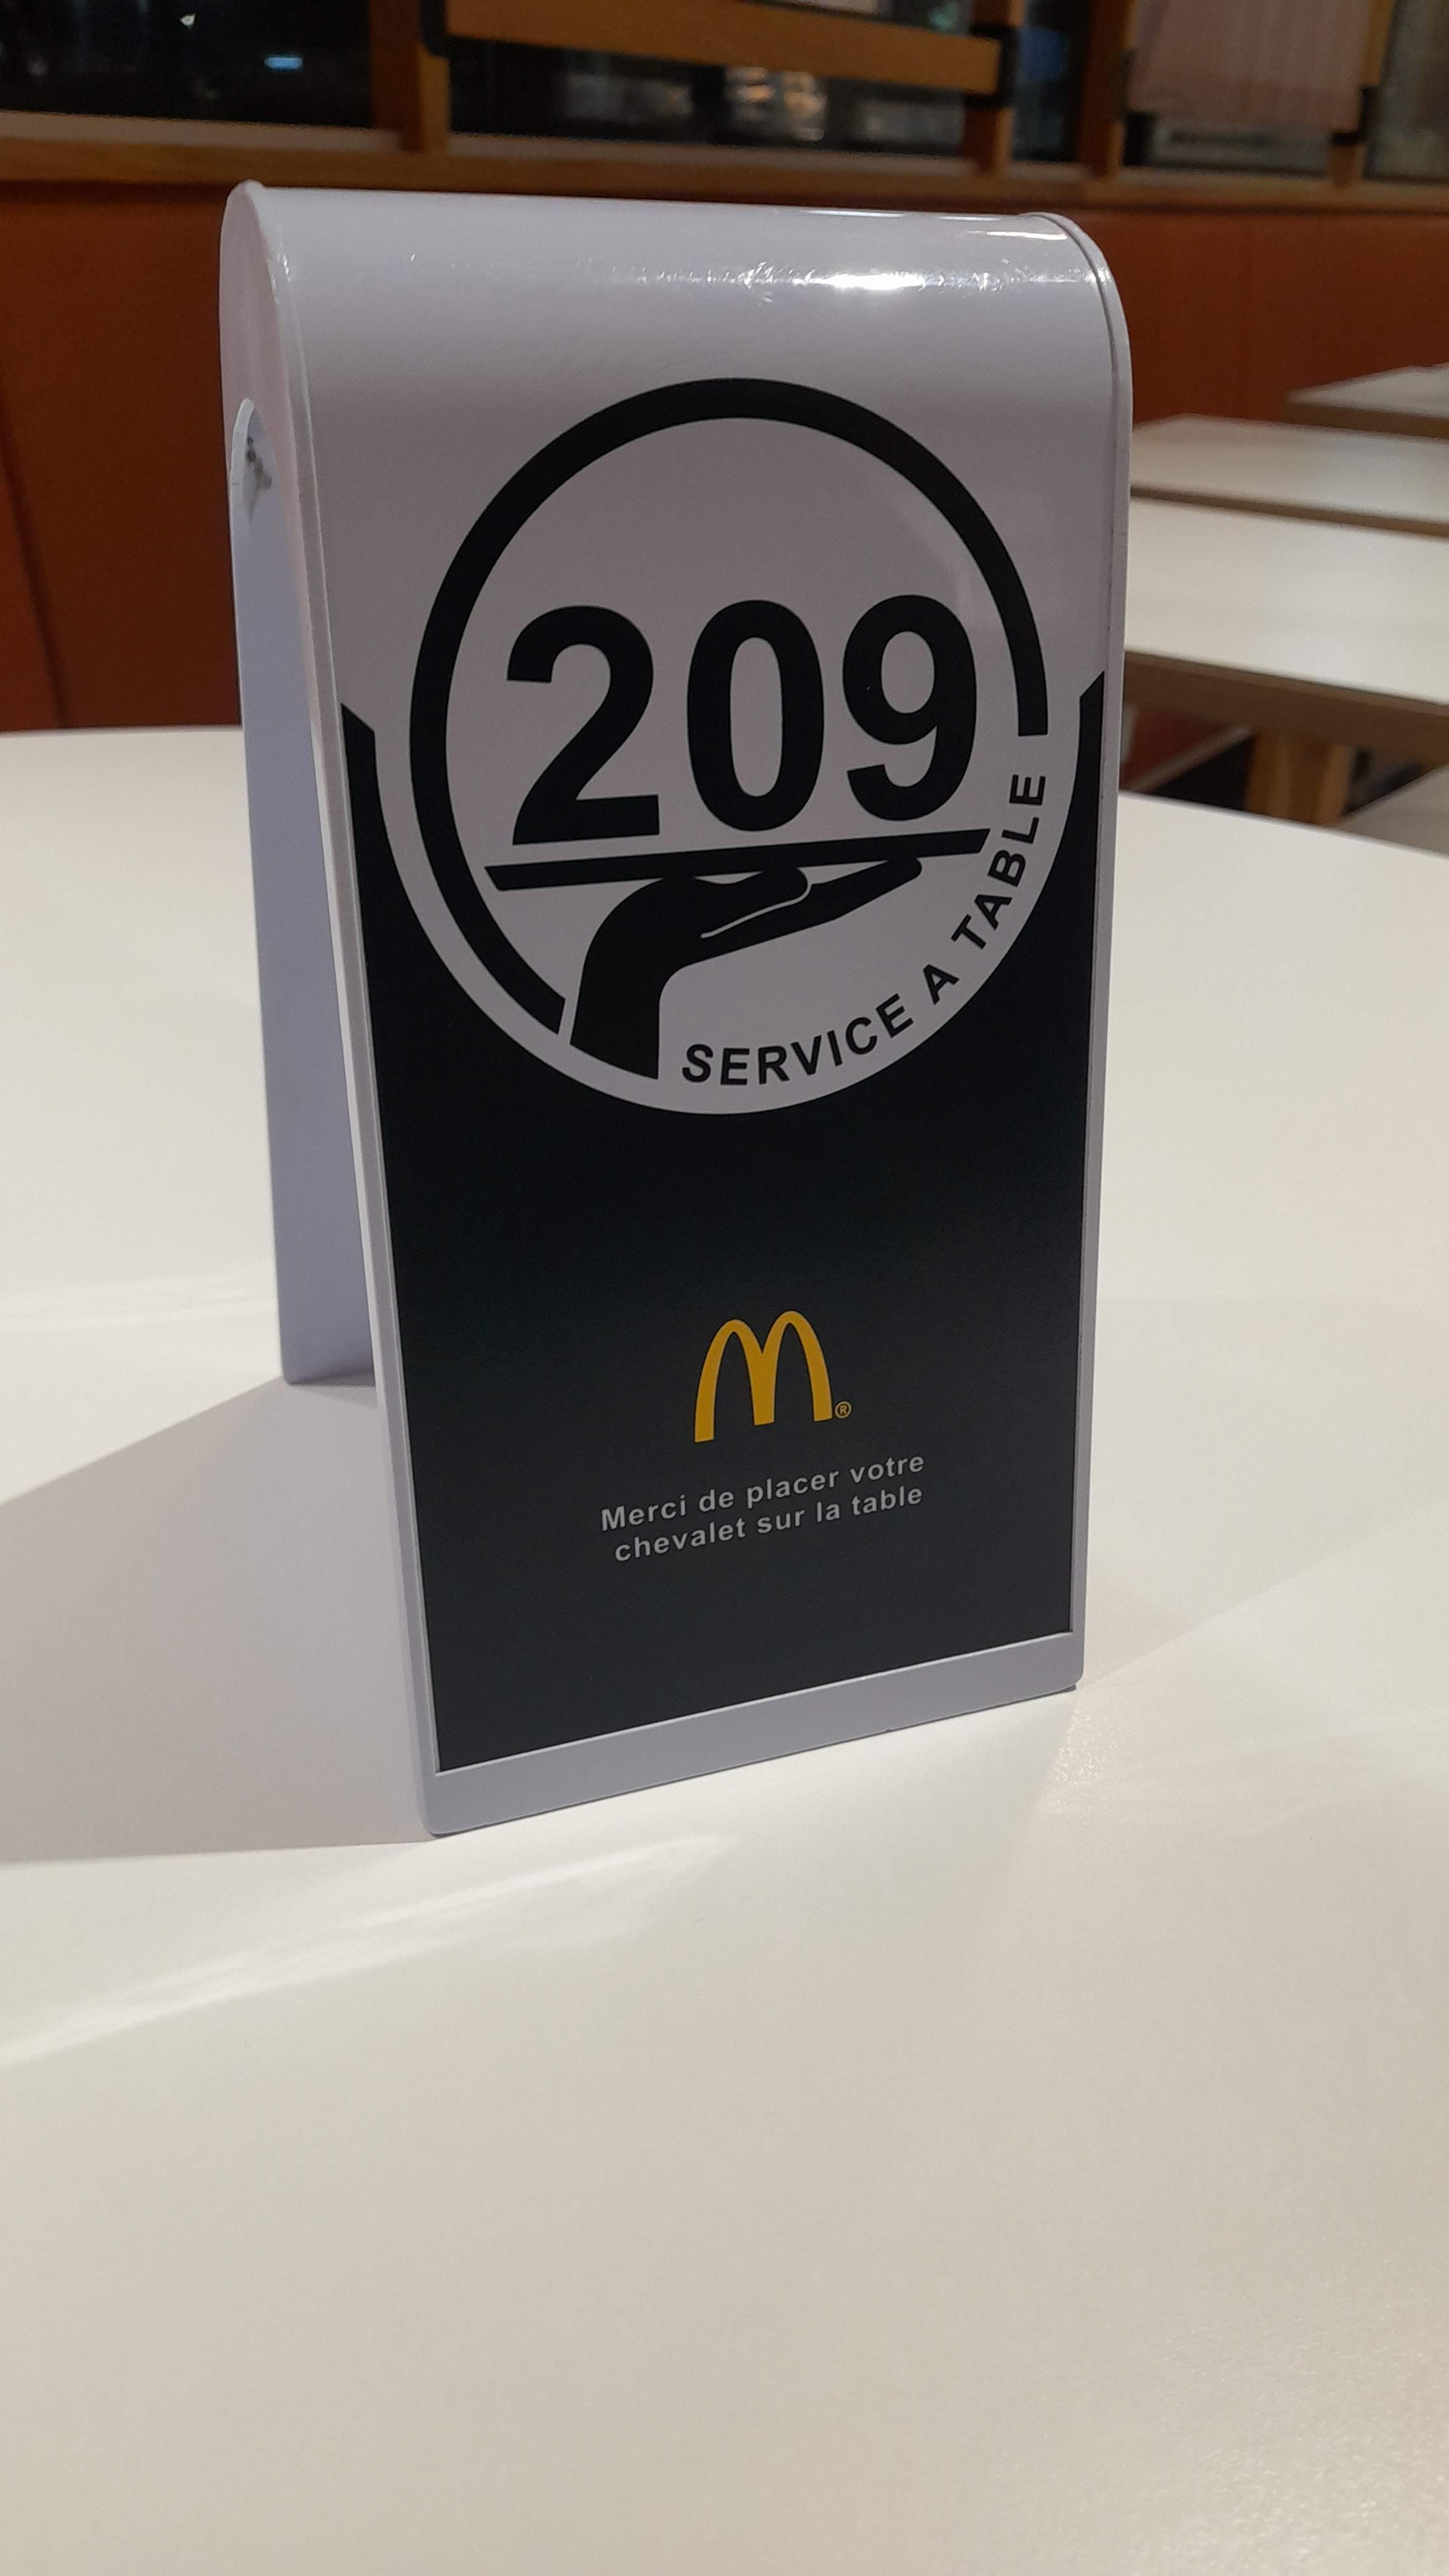 209
SERVICE A TABLE
M®
Merci de placer votre
chevalet sur la table